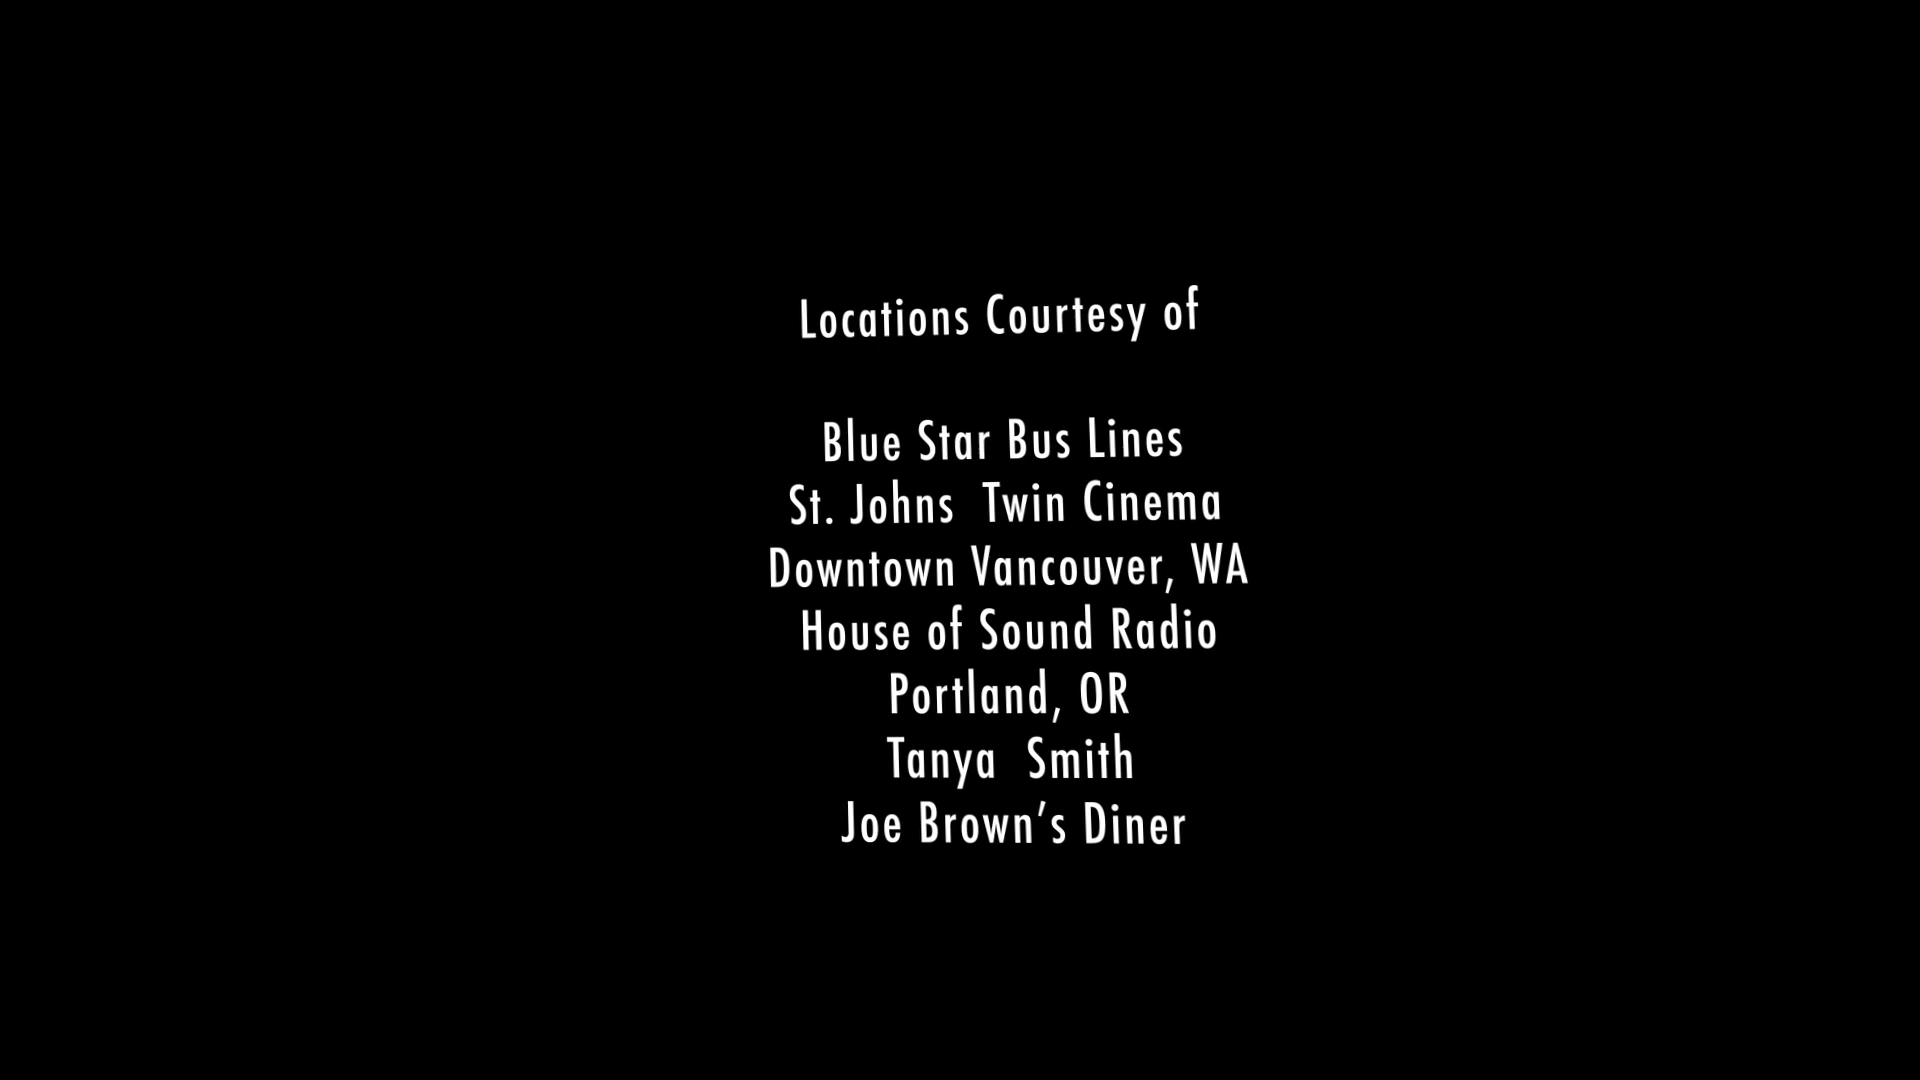 Locations Courtesy of
Blue Star Bus Lines
St. Johns  Twin Cinema
Downtown Vancouver, WA
House of Sound Radio
Portland, OR
Tanya  Smith
Joe Brown’s Diner